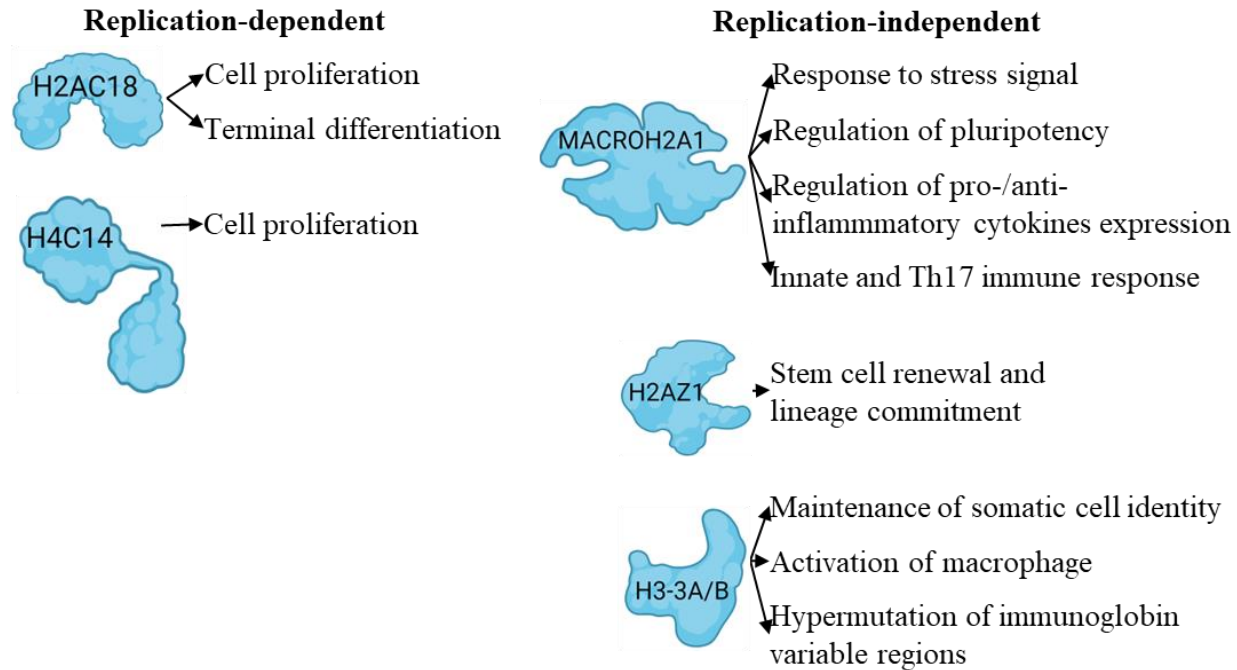 Replication-dependent
H2AC18
Cell proliferation
Terminal differentiation
H4C14
Cell proliferation
Replication-independent
MACROH2A1
Response to stress signal
Regulation of pluripotency
Regulation of pro-/anti-
inflammmatory cytokines expression
Innate and Th17 immune response
H2AZ1
Stem cell renewal and
lineage commitment
H3-3A/B
Maintenance of somatic cell identity
Activation of macrophage
Hypermutation of immunoglobin
variable regions